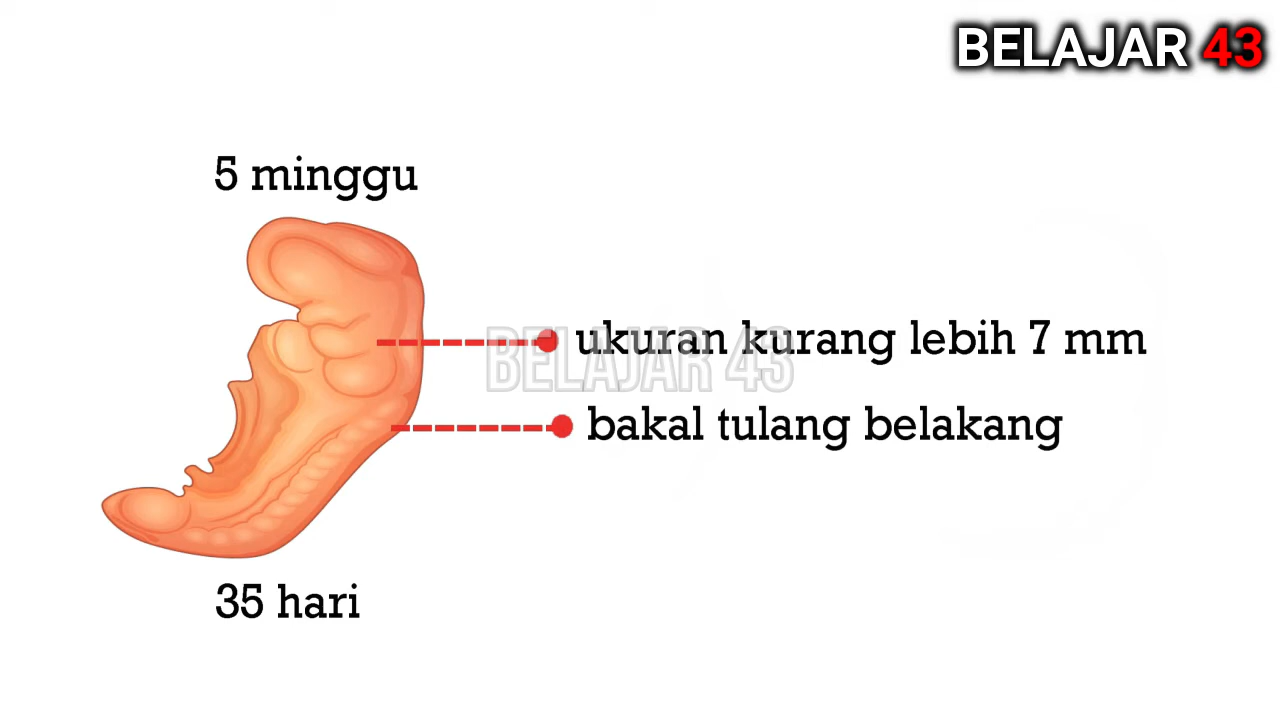 BELAJAR 43
5 minggu
ukuran kurang lebih 7 mm
BELAJAR 43
bakal tulang belakang
35 hari